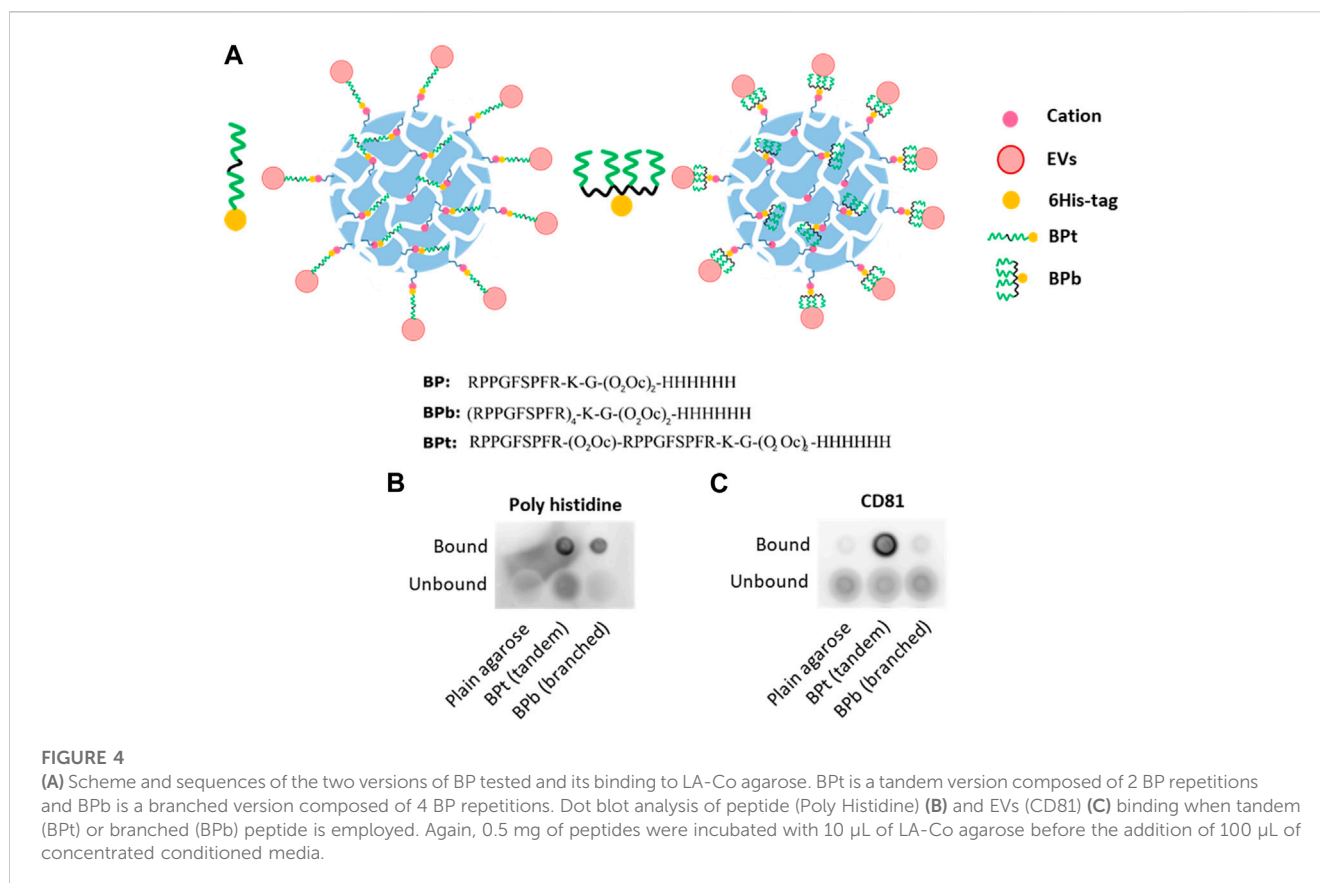 A
Cation
EVs
6His-tag
BPt
BPb
BP: RPPGFSPFR-K-G-(O₂Oc)₂-HHHHHH
BPb: (RPPGFSPFR)₄-K-G-(O₂Oc)₂-HHHHHH
BPt: RPPGFSPFR-(O₂Oc)-RPPGFSPFR-K-G-(O₂Oc)₂-HHHHHH
B
Poly histidine
Bound
Unbound
Plain agarose
BPt (tandem)
BPb (branched)
C
CD81
Bound
Unbound
Plain agarose
BPt (tandem)
BPb (branched)
FIGURE 4
(A) Scheme and sequences of the two versions of BP tested and its binding to LA-Co agarose. BPt is a tandem version composed of 2 BP repetitions
and BPb is a branched version composed of 4 BP repetitions. Dot blot analysis of peptide (Poly Histidine) (B) and EVs (CD81) (C) binding when tandem
(BPt) or branched (BPb) peptide is employed. Again, 0.5 mg of peptides were incubated with 10 µL of LA-Co agarose before the addition of 100 µL of
concentrated conditioned media.